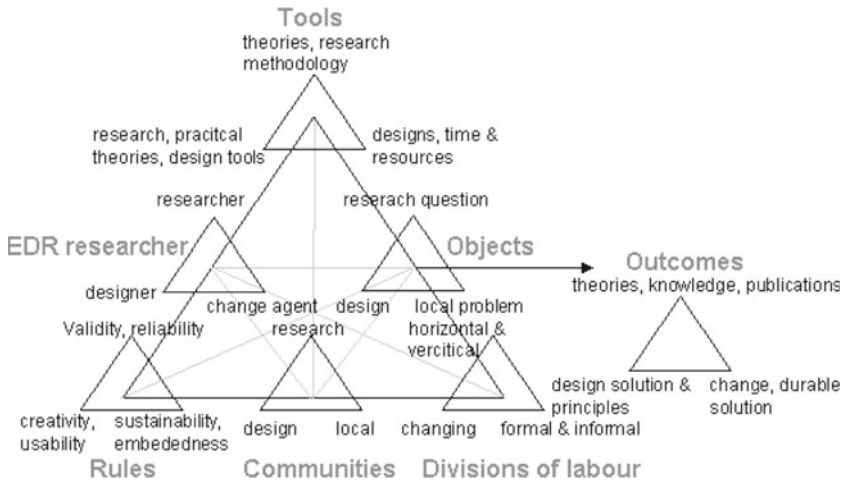 Tools
theories, research
methodology
research, pracitcal
theories, design tools
designs, time &
resources
researcher
reserach question
EDR researcher
Objects
Outcomes
theories, knowledge, publications
designer
change agent
design
local problem
Validity, reliability
research
horizontal &
vercitical
design solution &
principles
change, durable
solution
creativity,
usability
sustainability,
embededness
design
local
changing
formal & informal
Rules
Communities
Divisions of labour